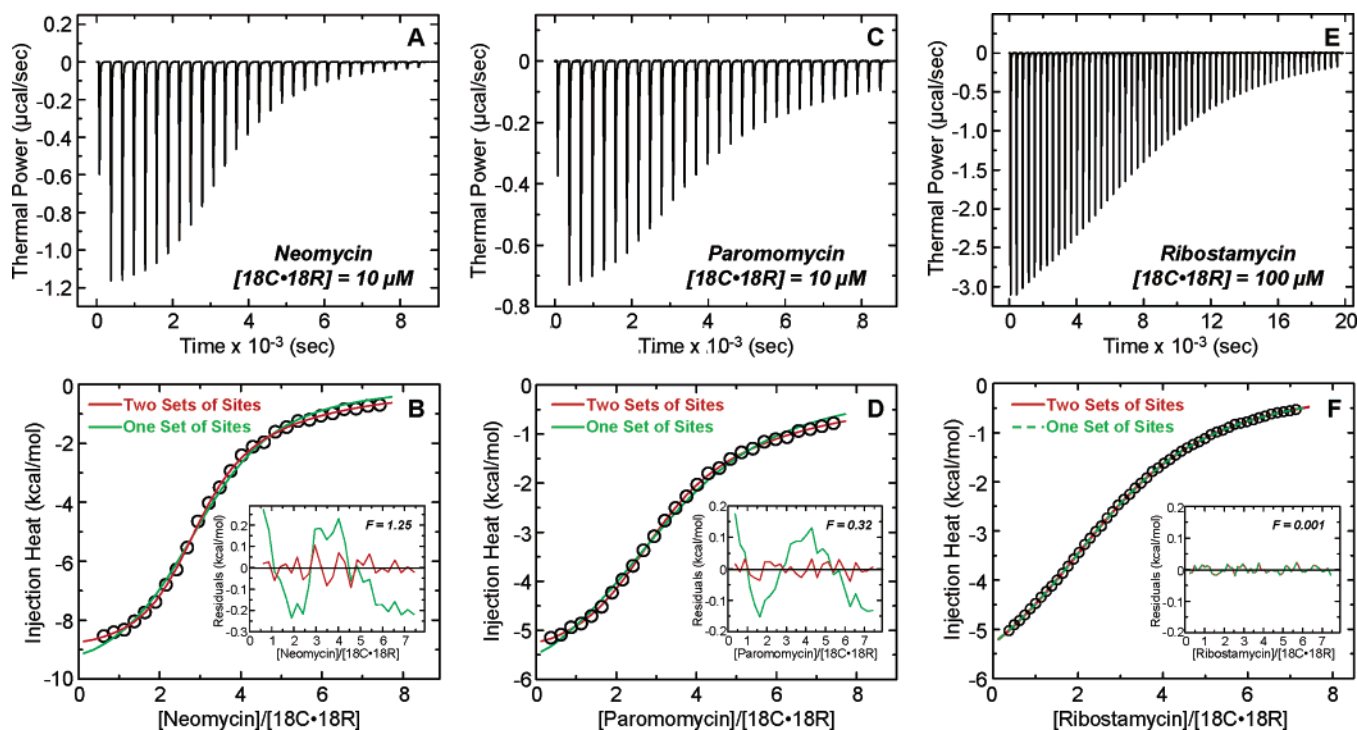 A
0.2
0
-0.2
-0.4
-0.6
-0.8
-1.0
-1.2
Thermal Power (µcal/sec)
Neomycin
[18C•18R] = 10 µM
0 2 4 6 8
Time x 10-3 (sec)
C
0
-0.2
-0.4
-0.6
-0.8
Thermal Power (µcal/sec)
Paromomycin
[18C•18R] = 10 µM
0 2 4 6 8
Time x 10-3 (sec)
E
0
-0.5
-1.0
-1.5
-2.0
-2.5
-3.0
Thermal Power (µcal/sec)
Ribostamycin
[18C•18R] = 100 µM
0 4 8 12 16 20
Time x 10-3 (sec)
B
0
-2
-4
-6
-8
-10
Injection Heat (kcal/mol)
Two Sets of Sites
One Set of Sites
F = 1.25
0.2
0.1
0
-0.1
-0.2
-0.3
Residuals (kcal/mol)
0 1 2 3 4 5 6 7
[Neomycin]/[18C•18R]
0 2 4 6 8
[Neomycin]/[18C•18R]
D
0
-1
-2
-3
-4
-5
-6
Injection Heat (kcal/mol)
Two Sets of Sites
One Set of Sites
F = 0.32
0.2
0.1
0
-0.1
-0.2
Residuals (kcal/mol)
0 1 2 3 4 5 6 7
[Paromomycin]/[18C•18R]
0 2 4 6 8
[Paromomycin]/[18C•18R]
F
0
-1
-2
-3
-4
-5
-6
Injection Heat (kcal/mol)
Two Sets of Sites
One Set of Sites
F = 0.001
0.2
0.1
0
-0.1
-0.2
Residuals (kcal/mol)
0 1 2 3 4 5 6 7
[Ribostamycin]/[18C•18R]
0 2 4 6 8
[Ribostamycin]/[18C•18R]